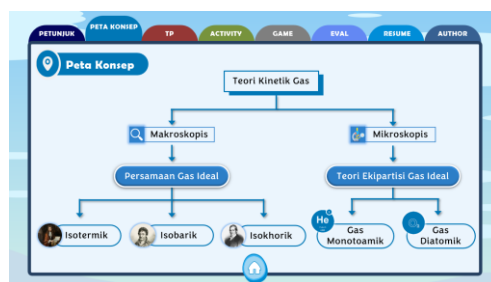 PETUNJUK
PETA KONSEP
TP
ACTIVITY
GAME
EVAL
RESUME
AUTHOR
Peta Konsep
Teori Kinetik Gas
Makroskopis
Mikroskopis
Persamaan Gas Ideal
Teori Ekipartisi Gas Ideal
Isotermik
Isobarik
Isokhorik
He
Gas
Monotoamik
Gas
Diatomik